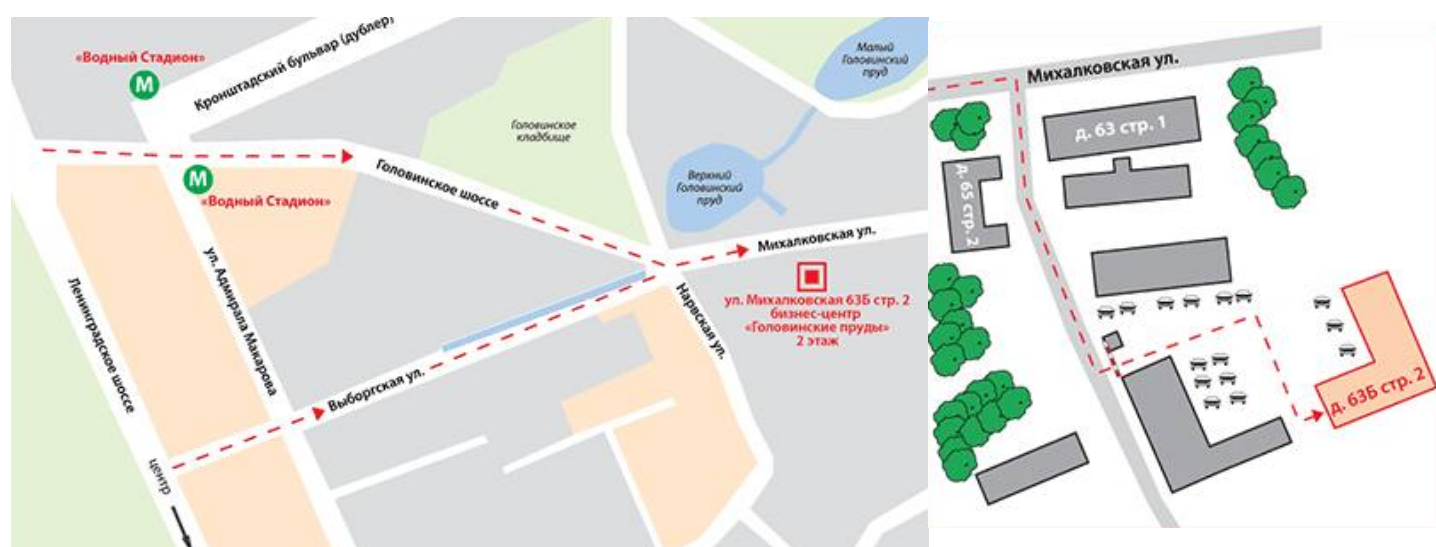 «Водный Стадион»
М
Кронштадский бульвар (дублер)
Малый
Головинский
пруд
Головинское
кладбище
Головинское шоссе
М
«Водный Стадион»
Верхний
Головинский
пруд
Михалковская ул.
ул. Михалковская 63Б стр. 2
бизнес-центр
«Головинские пруды»
2 этаж
Ленинградское шоссе
ул. Адмирала Макарова
Нарвская ул.
Выборгская ул.
центр
Михалковская ул.
д. 63 стр. 1
д. 65 стр. 2
д. 63Б стр. 2